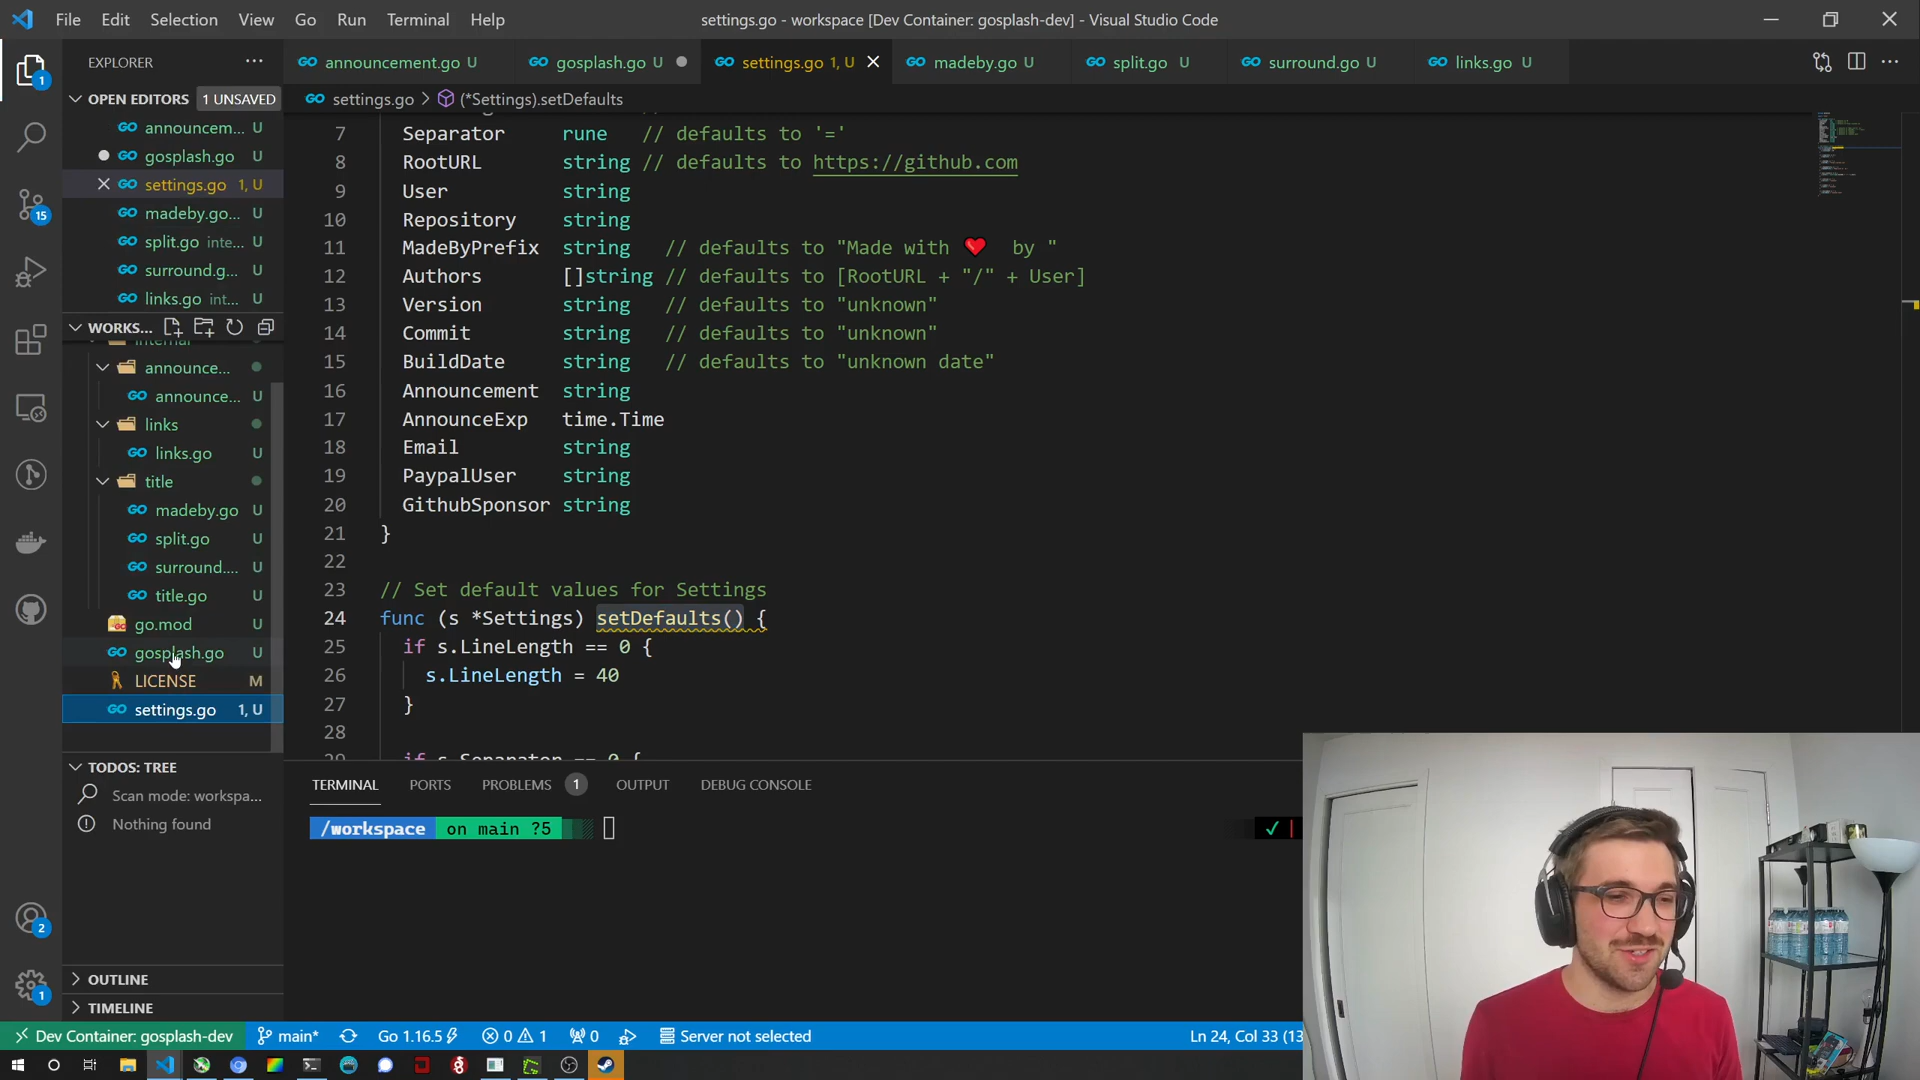 File Edit Selection View Go Run Terminal Help
settings.go - workspace [Dev Container: gosplash-dev] - Visual Studio Code
EXPLORER
OPEN EDITORS 1 UNSAVED
announcem... U
gosplash.go U
settings.go 1, U
madeby.go... U
split.go inte... U
surround.g... U
links.go int... U
WORKS...
internal
announce...
announce... U
links
links.go U
title
madeby.go U
split.go U
surround.... U
title.go U
go.mod U
gosplash.go U
LICENSE M
settings.go 1, U
TODOS: TREE
Scan mode: workspa...
Nothing found
OUTLINE
TIMELINE
1
15
2
1
announcement.go U
gosplash.go U
settings.go 1, U
madeby.go U
split.go U
surround.go U
links.go U
settings.go > (*Settings).setDefaults
7 Separator rune // defaults to '='
8 RootURL string // defaults to https://github.com
9 User string
10 Repository string
11 MadeByPrefix string // defaults to "Made with ❤️ by "
12 Authors []string // defaults to [RootURL + "/" + User]
13 Version string // defaults to "unknown"
14 Commit string // defaults to "unknown"
15 BuildDate string // defaults to "unknown date"
16 Announcement string
17 AnnounceExp time.Time
18 Email string
19 PaypalUser string
20 GithubSponsor string
21 }
22
23 // Set default values for Settings
24 func (s *Settings) setDefaults() {
25 if s.LineLength == 0 {
26 s.LineLength = 40
27 }
28
29 if s.Separator == 0 {
TERMINAL PORTS PROBLEMS 1 OUTPUT DEBUG CONSOLE
/workspace on main ?5
Dev Container: gosplash-dev main* Go 1.16.5 0 1 0 Server not selected Ln 24, Col 33 (13